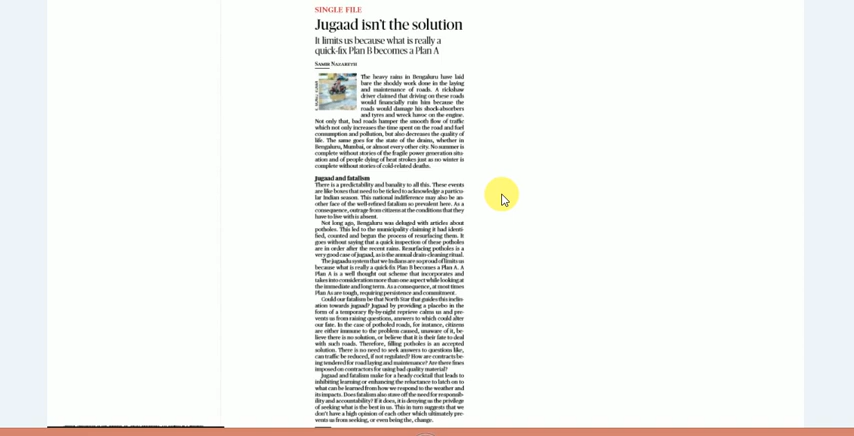 SINGLE FILE
Jugaad isn't the solution
It limits us because what is really a
quick-fix Plan B becomes a Plan A
SAMIR NAZARETH
The heavy rains in Bengaluru have laid
bare the shoddy work done in the laying
and maintenance of roads. A rickshaw
driver claimed that driving on these roads
would financially ruin him because the
roads would damage his shock-absorbers
and tyres and wreck havoc on the engine.
Not only that, bad roads hamper the smooth flow of traffic
which not only increases the time spent on the road and fuel
consumption and pollution, but also decreases the quality of
life. The same goes for the state of the drains, whether in
Bengaluru, Mumbai, or almost every other city. No summer is
complete without stories of the fragile power generation situ-
ation and of people dying of heat strokes just as no winter is
complete without stories of cold-related deaths.
Jugaad and fatalism
There is a predictability and banality to all this. These events
are like boxes that need to be ticked to acknowledge a particu-
lar Indian season. This national indifference may also be an-
other face of the well-refined fatalism so prevalent here. As a
consequence, outrage from citizens at the conditions that they
have to live with is absent.
Not long ago, Bengaluru was deluged with articles about
potholes. This led to the municipality claiming it had identi-
fied, counted and begun the process of resurfacing them. It
goes without saying that a quick inspection of these potholes
are in order after the recent rains. Resurfacing potholes is a
very good case of jugaad, as is the annual drain-cleaning ritual.
The jugaadu system that we Indians are so proud of limits us
because what is really a quick-fix Plan B becomes a Plan A. A
Plan A is a well thought out scheme that incorporates and
takes into consideration more than one aspect while looking at
the immediate and long term. As a consequence, at most times
Plan As are tough, requiring persistence and commitment.
Could our fatalism be that North Star that guides this inclin-
ation towards jugaad? Jugaad by providing a placebo in the
form of a temporary fly-by-night reprieve calms us and pre-
vents us from raising questions, answers to which could alter
our fate. In the case of potholed roads, for instance, citizens
are either immune to the problem caused, unaware of it, be-
lieve there is no solution, or believe that it is their fate to deal
with such roads. Therefore, filling potholes is an accepted
solution. There is no need to seek answers to questions like,
can traffic be reduced, if not regulated? How are contracts be-
ing tendered for road laying and maintenance? Are there fines
imposed on contractors for using bad quality material?
Jugaad and fatalism make for a heady cocktail that leads to
inhibiting learning or enhancing the reluctance to latch on to
what can be learned from how we respond to the weather and
its impacts. Does fatalism also stave off the need for responsib-
ility and accountability? If it does, it is denying us the privilege
of seeking what is the best in us. This in turn suggests that we
don't have a high opinion of each other which ultimately pre-
vents us from seeking, or even being the, change.